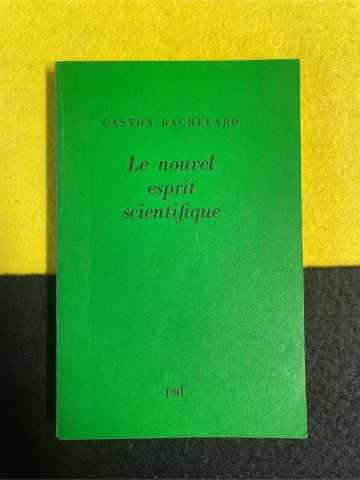 GASTON BACHELARD
Le nouvel
esprit
scientifique
puf